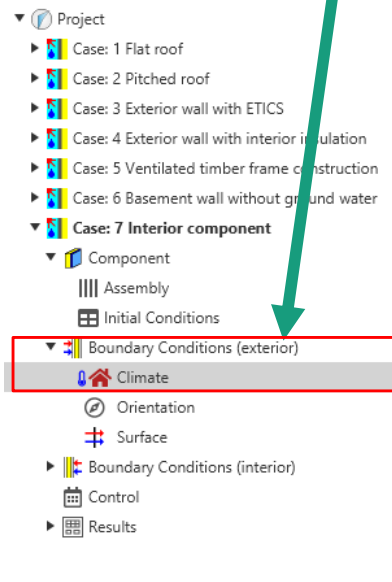 Project
Case: 1 Flat roof
Case: 2 Pitched roof
Case: 3 Exterior wall with ETICS
Case: 4 Exterior wall with interior insulation
Case: 5 Ventilated timber frame construction
Case: 6 Basement wall without ground water
Case: 7 Interior component
Component
Assembly
Initial Conditions
Boundary Conditions (exterior)
Climate
Orientation
Surface
Boundary Conditions (interior)
Control
Results